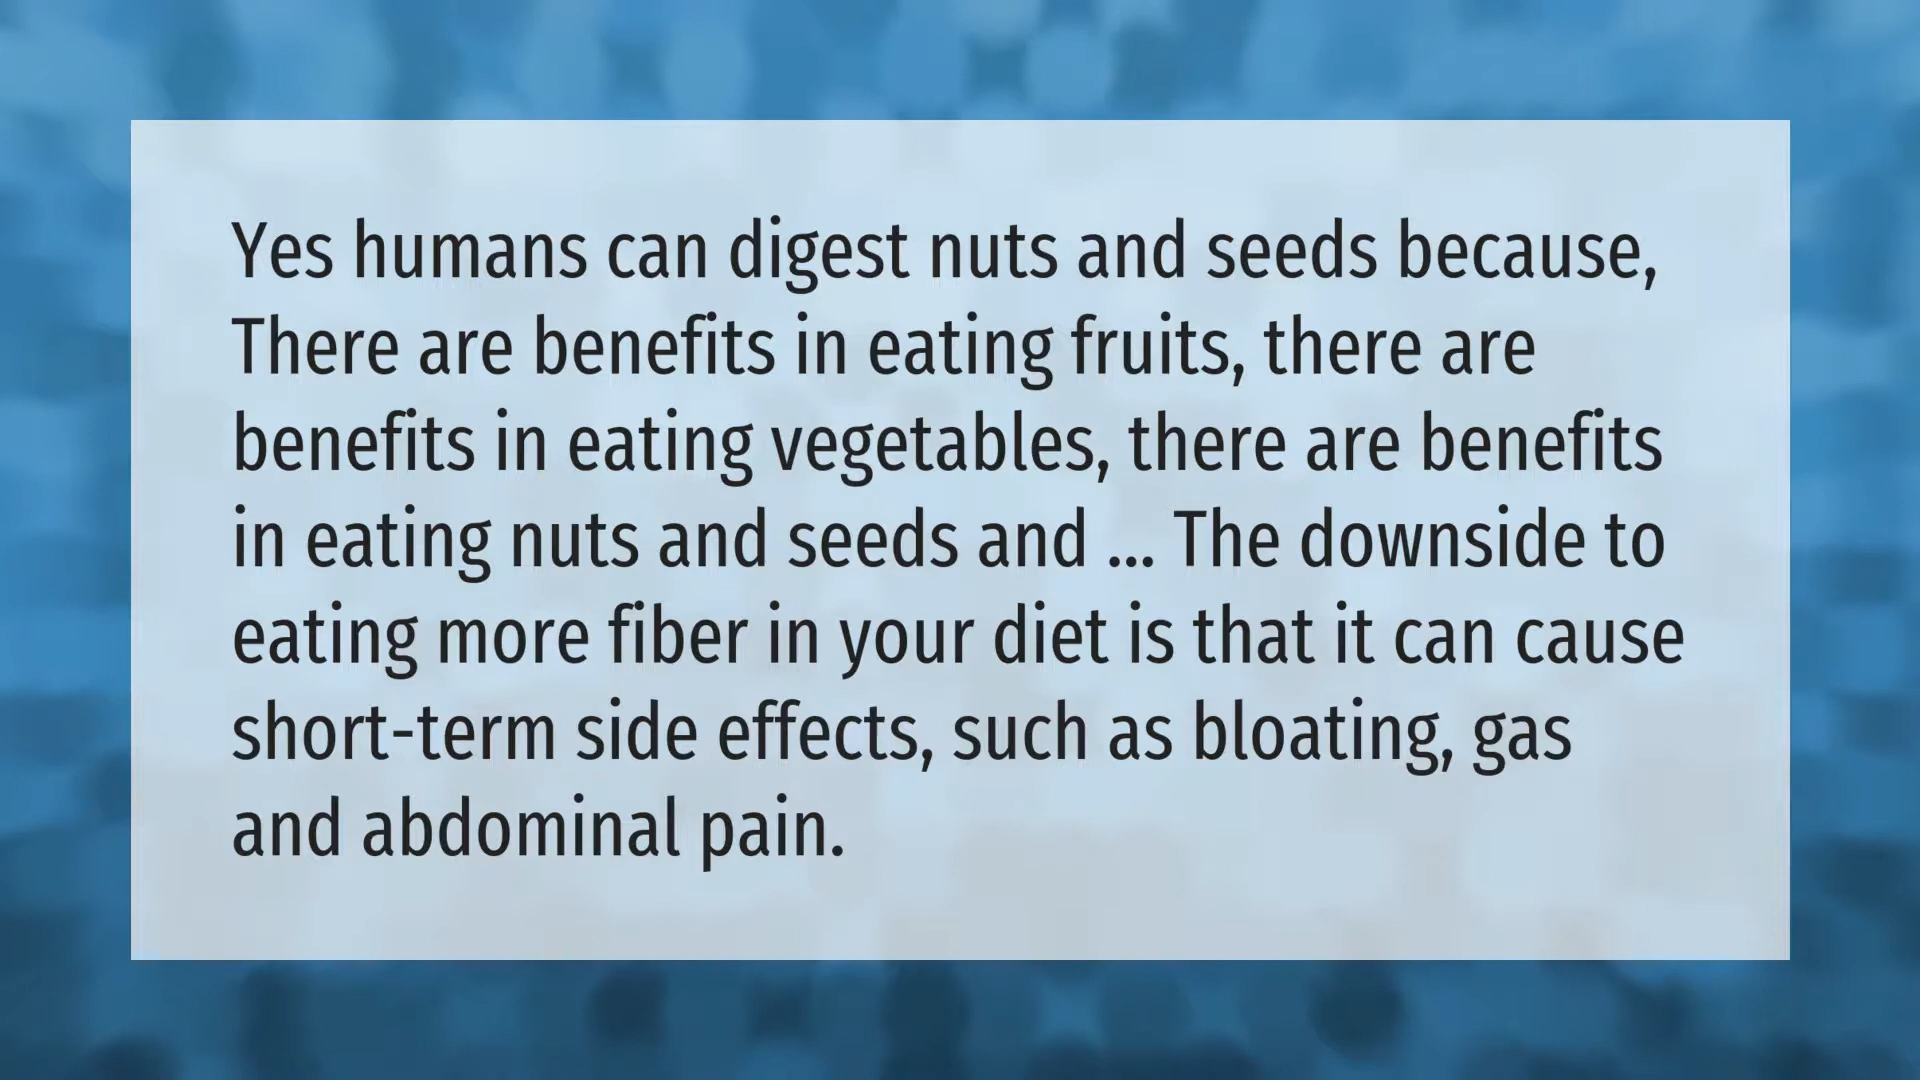 Yes humans can digest nuts and seeds because,
There are benefits in eating fruits, there are
benefits in eating vegetables, there are benefits
in eating nuts and seeds and ... The downside to
eating more fiber in your diet is that it can cause
short-term side effects, such as bloating, gas
and abdominal pain.